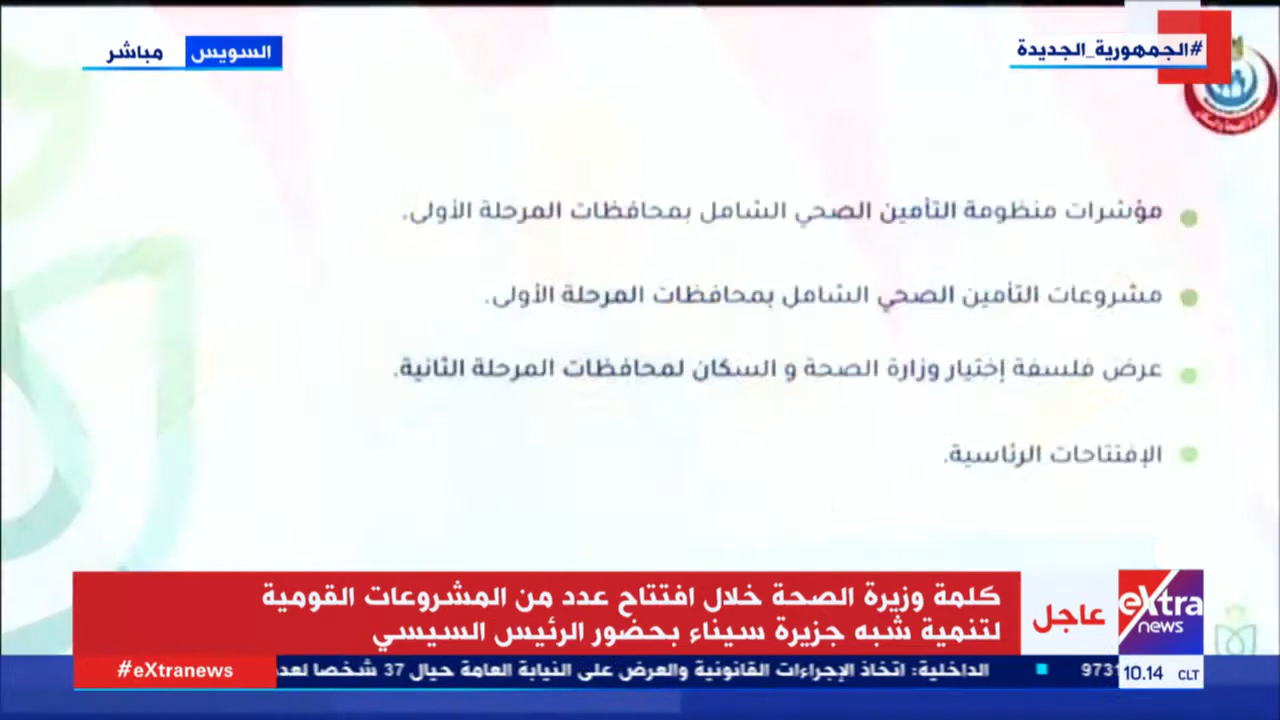 #الجمهورية_الجديدة
السويس مباشر
مؤشرات منظومة التأمين الصحي الشامل بمحافظات المرحلة الأولى.
مشروعات التأمين الصحي الشامل بمحافظات المرحلة الأولى.
عرض فلسفة إختيار وزارة الصحة و السكان لمحافظات المرحلة الثانية.
الإفتتاحات الرئاسية.
عاجل
كلمة وزيرة الصحة خلال افتتاح عدد من المشروعات القومية
لتنمية شبه جزيرة سيناء بحضور الرئيس السيسي
eXtra
news
#eXtranews
973 الداخلية: اتخاذ الإجراءات القانونية والعرض على النيابة العامة حيال 37 شخصا لعد
10.14 CLT